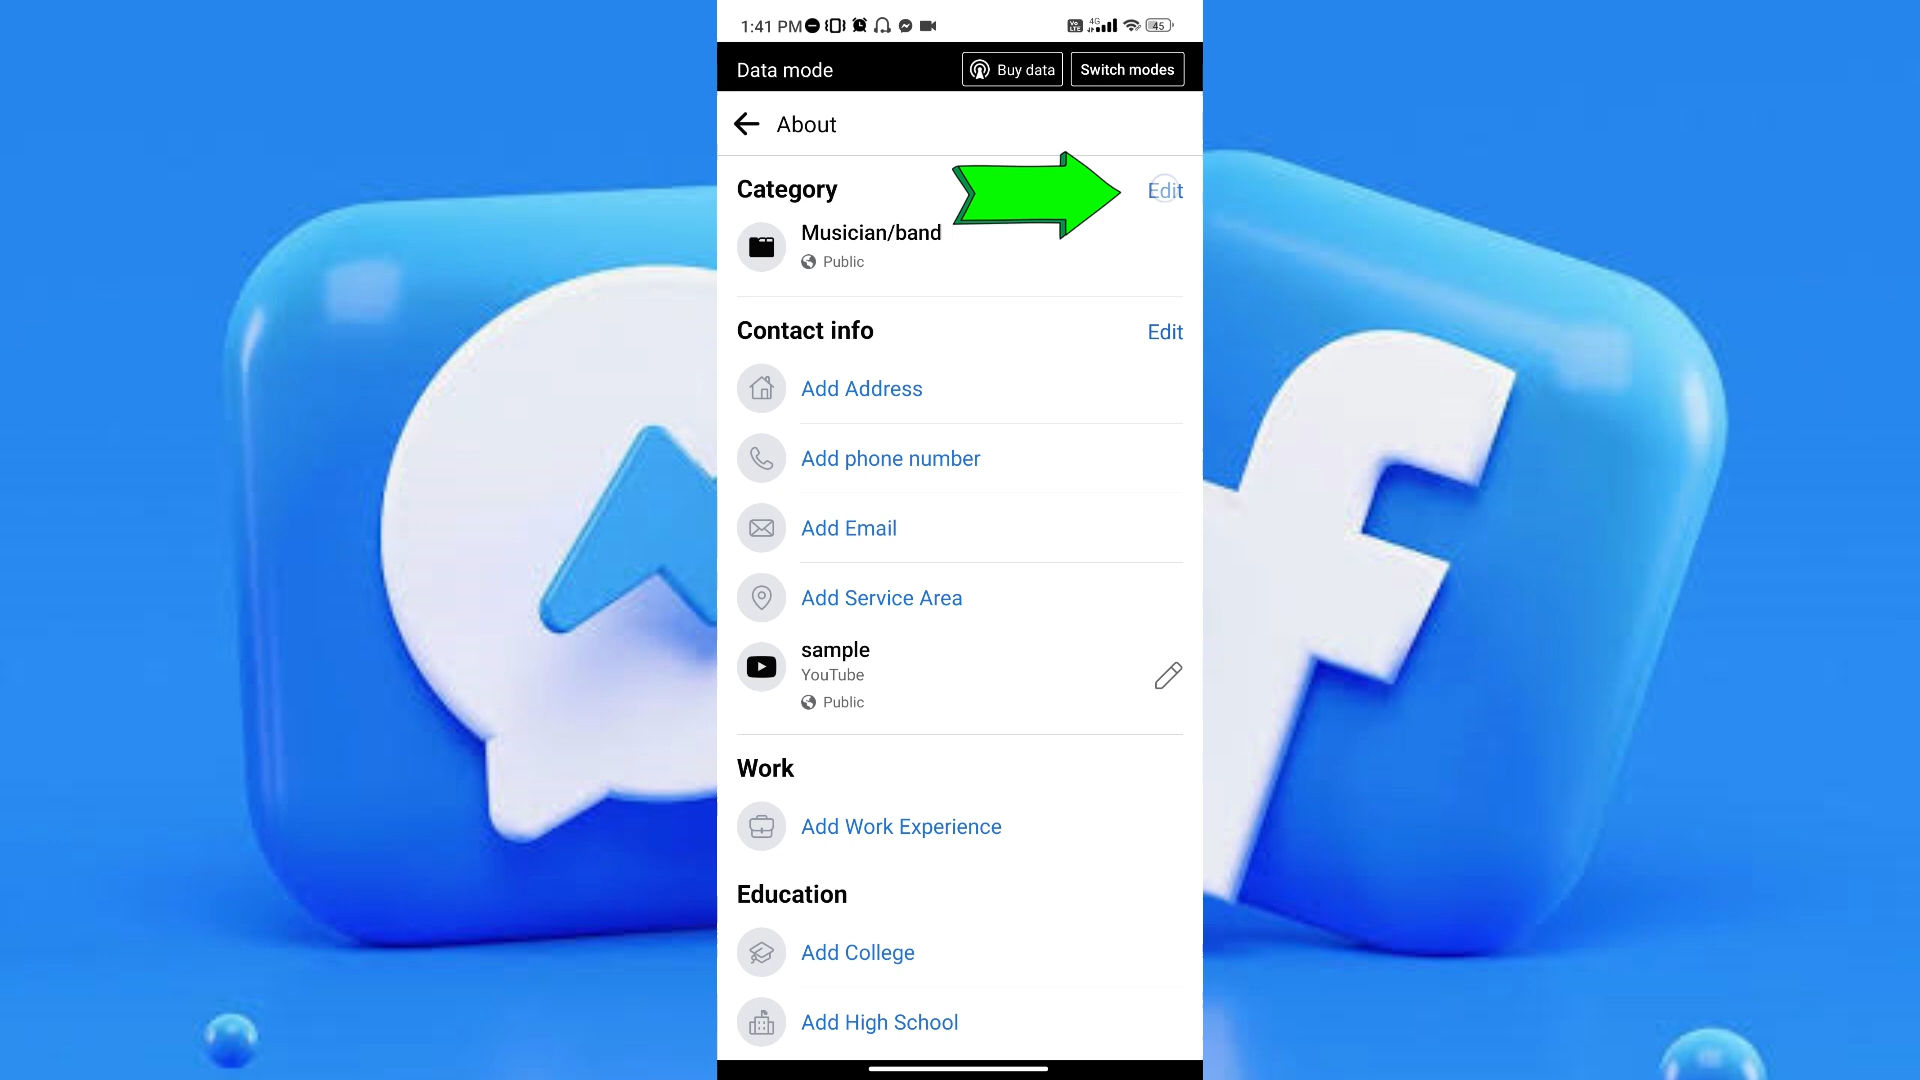 1:41 PM
4G
45
Data mode
Buy data
Switch modes
About
Category
Edit
Musician/band
Public
Contact info
Edit
Add Address
Add phone number
Add Email
Add Service Area
sample
YouTube
Public
Work
Add Work Experience
Education
Add College
Add High School